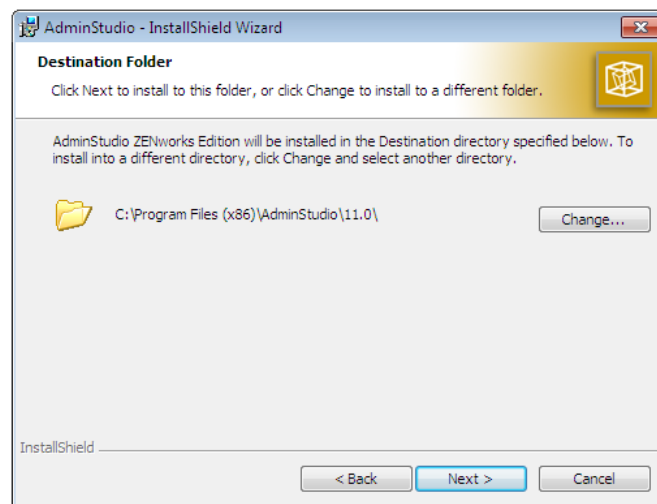 AdminStudio - InstallShield Wizard
Destination Folder
Click Next to install to this folder, or click Change to install to a different folder.
AdminStudio ZENworks Edition will be installed in the Destination directory specified below. To
install into a different directory, click Change and select another directory.
C:\Program Files (x86)\AdminStudio\11.0\
Change...
InstallShield
< Back
Next >
Cancel